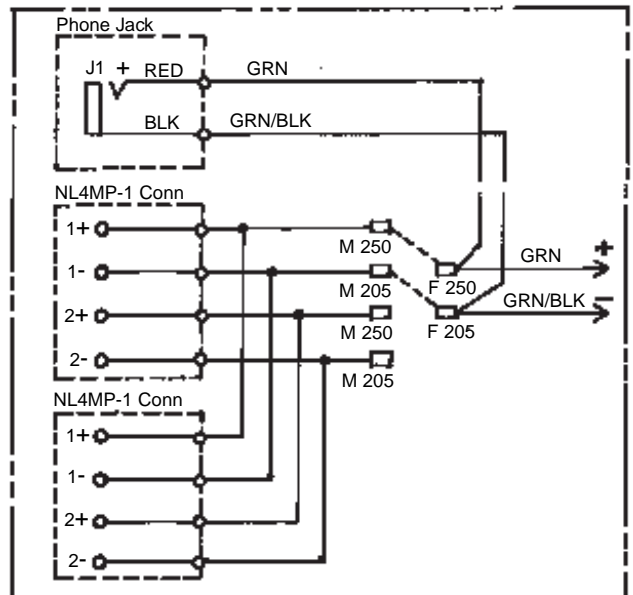 Phone Jack
J1 + RED GRN
BLK GRN/BLK
NL4MP-1 Conn
1+
M 250
1-
M 205
F 250
GRN +
2+
M 250
F 205
GRN/BLK −
2-
M 205
NL4MP-1 Conn
1+
1-
2+
2-